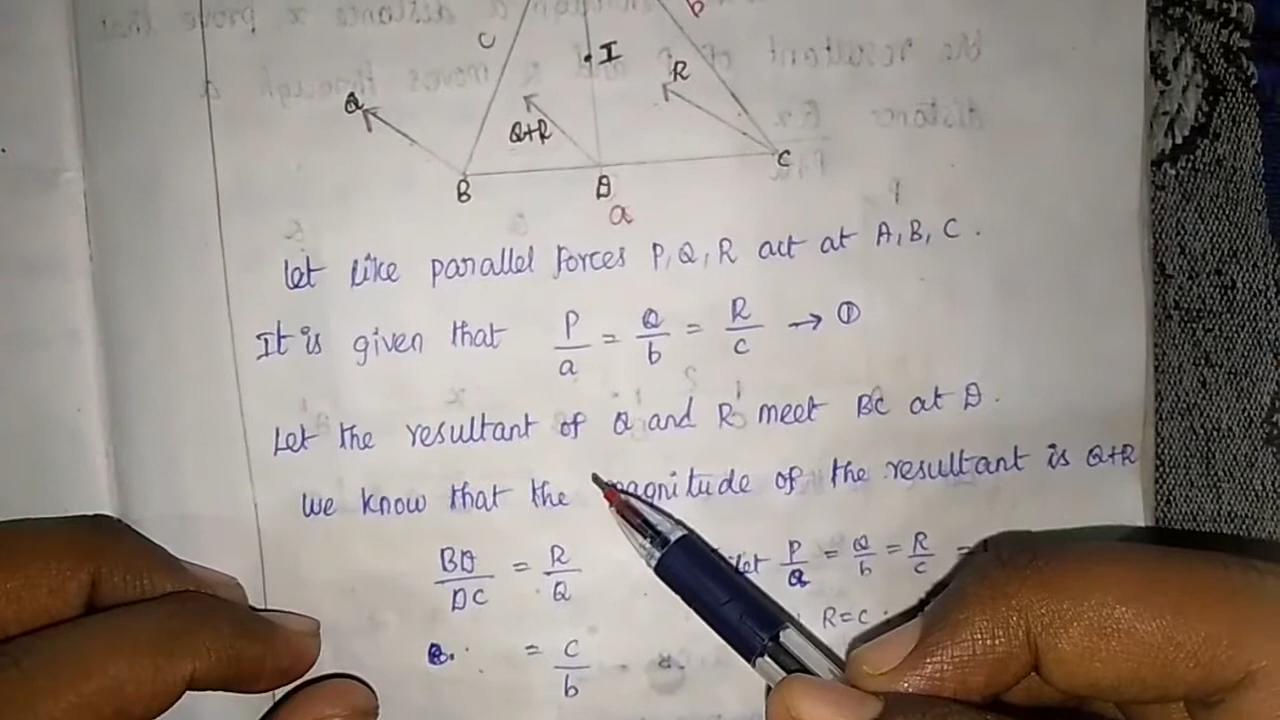 b
C
I
R
Q
Q+R
B
D
C
a
Let like parallel forces P, Q, R act at A, B, C.
It is given that P/a = Q/b = R/c → ①
Let the resultant of Q and R meet BC at D.
We know that the magnitude of the resultant is Q+R
BD/DC = R/Q
let P/a = Q/b = R/c =
R=c
= c/b